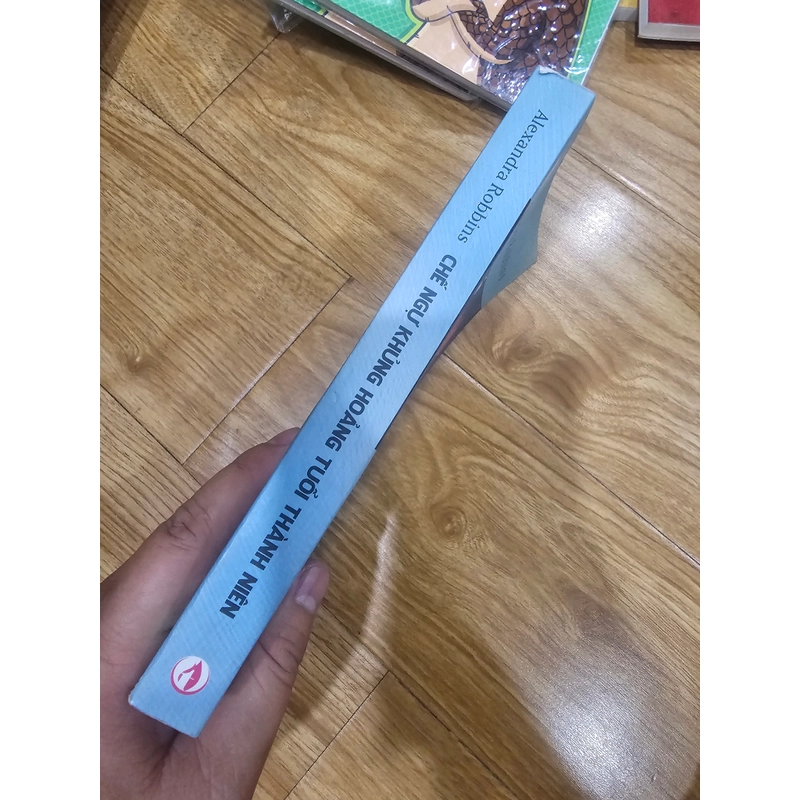 Alexandra Robbins CHẾ NGỰ KHỦNG HOẢNG TUỔI THÀNH NIÊN